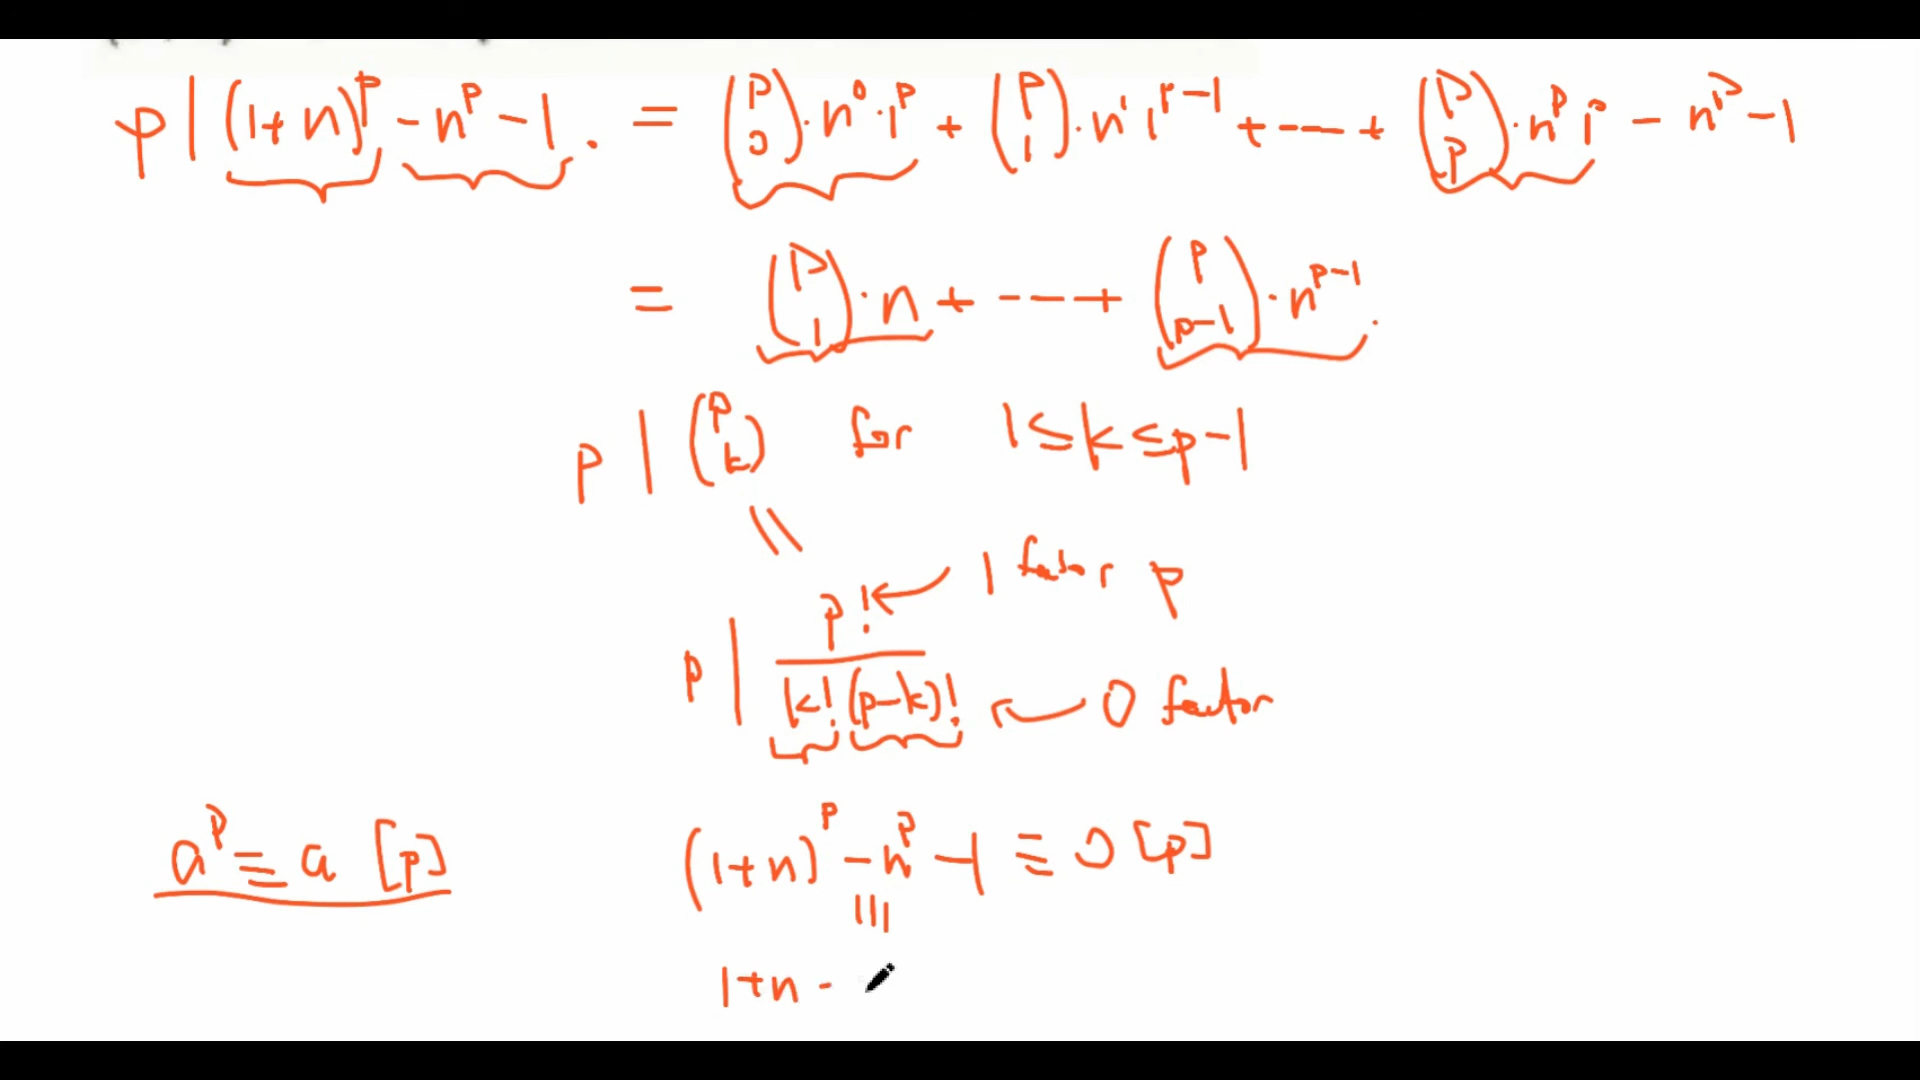 p | (1+n)^p - n^p - 1 . = (p 0) · n^0 · 1^p + (p 1) · n^1 1^{p-1} + --- + (p p) · n^p 1^p - n^p - 1
= (p 1) · n + --- + (p p-1) · n^{p-1} .
p | (p k) for 1 ≤ k ≤ p-1
=
p! ← 1 factor p
p | p! / k! (p-k)! ← 0 factor
a^p ≡ a [p]
(1+n)^p - n^p - 1 ≡ 0 [p]
≡
1+n -